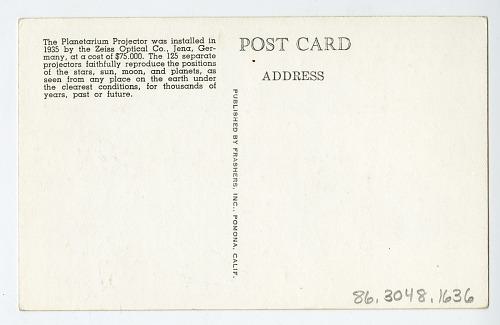 The Planetarium Projector was installed in
1935 by the Zeiss Optical Co., Jena, Ger-
many, at a cost of $75.000. The 125 separate
projectors faithfully reproduce the positions
of the stars, sun, moon, and planets, as
seen from any place on the earth under
the clearest conditions, for thousands of
years, past or future.
POST CARD
ADDRESS
PUBLISHED BY FRASHERS, INC., POMONA, CALIF.
86.3048.1636